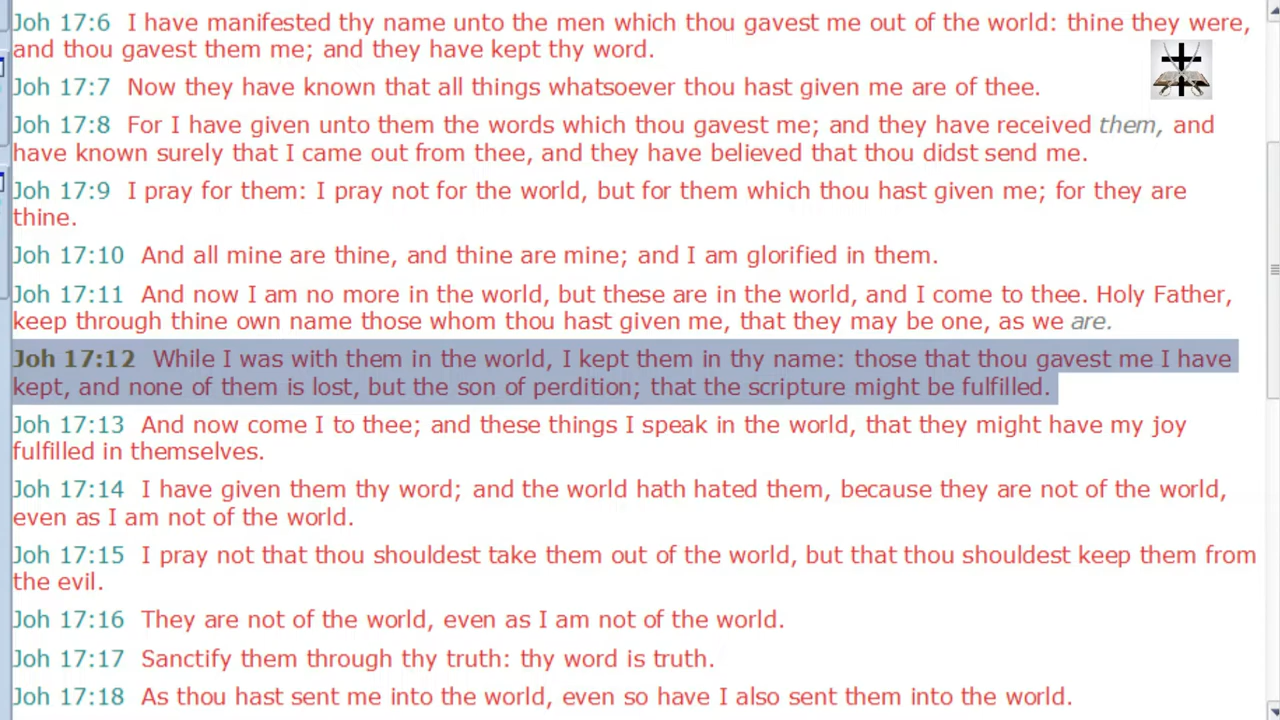 Joh 17:6 I have manifested thy name unto the men which thou gavest me out of the world: thine they were,
and thou gavest them me; and they have kept thy word.
Joh 17:7 Now they have known that all things whatsoever thou hast given me are of thee.
Joh 17:8 For I have given unto them the words which thou gavest me; and they have received them, and
have known surely that I came out from thee, and they have believed that thou didst send me.
Joh 17:9 I pray for them: I pray not for the world, but for them which thou hast given me; for they are
thine.
Joh 17:10 And all mine are thine, and thine are mine; and I am glorified in them.
Joh 17:11 And now I am no more in the world, but these are in the world, and I come to thee. Holy Father,
keep through thine own name those whom thou hast given me, that they may be one, as we are.
Joh 17:12 While I was with them in the world, I kept them in thy name: those that thou gavest me I have
kept, and none of them is lost, but the son of perdition; that the scripture might be fulfilled.
Joh 17:13 And now come I to thee; and these things I speak in the world, that they might have my joy
fulfilled in themselves.
Joh 17:14 I have given them thy word; and the world hath hated them, because they are not of the world,
even as I am not of the world.
Joh 17:15 I pray not that thou shouldest take them out of the world, but that thou shouldest keep them from
the evil.
Joh 17:16 They are not of the world, even as I am not of the world.
Joh 17:17 Sanctify them through thy truth: thy word is truth.
Joh 17:18 As thou hast sent me into the world, even so have I also sent them into the world.